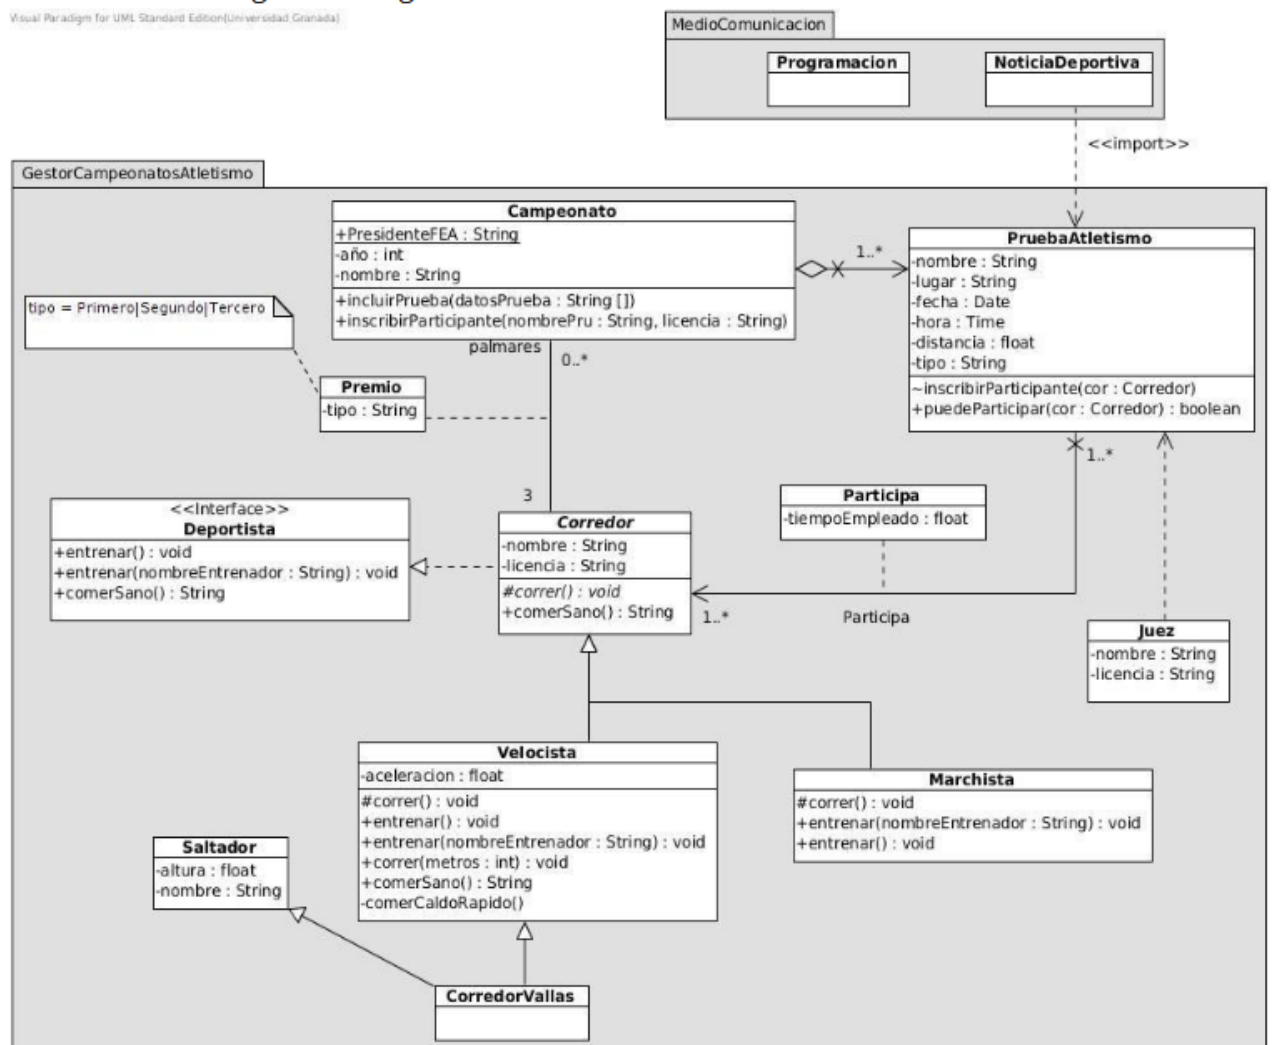 Visual Paradigm for UML Standard Edition(Universidad Granada)
MedioComunicacion
Programacion
NoticiaDeportiva
<<import>>
GestorCampeonatosAtletismo
Campeonato
+PresidenteFEA : String
-año : int
-nombre : String
+incluirPrueba(datosPrueba : String [])
+inscribirParticipante(nombrePru : String, licencia : String)
1..*
PruebaAtletismo
-nombre : String
-lugar : String
-fecha : Date
-hora : Time
-distancia : float
-tipo : String
~inscribirParticipante(cor : Corredor)
+puedeParticipar(cor : Corredor) : boolean
tipo = Primero|Segundo|Tercero
palmares
0..*
Premio
-tipo : String
3
1..*
<<Interface>>
Deportista
+entrenar() : void
+entrenar(nombreEntrenador : String) : void
+comerSano() : String
Corredor
-nombre : String
-licencia : String
#correr() : void
+comerSano() : String
Participa
-tiempoEmpleado : float
1..*
Participa
Juez
-nombre : String
-licencia : String
Velocista
-aceleracion : float
#correr() : void
+entrenar() : void
+entrenar(nombreEntrenador : String) : void
+correr(metros : int) : void
+comerSano() : String
-comerCaldoRapido()
Marchista
#correr() : void
+entrenar(nombreEntrenador : String) : void
+entrenar() : void
Saltador
-altura : float
-nombre : String
CorredorVallas